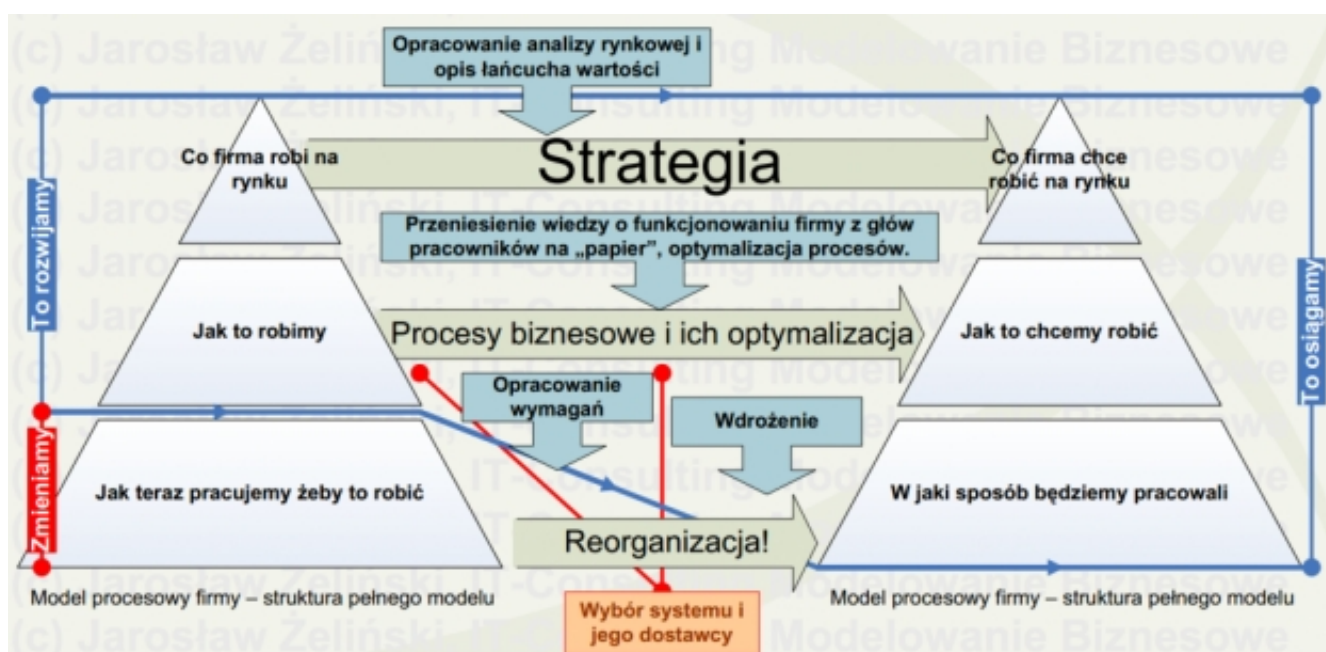 (c) Jarosław Żeliński, IT-Consulting Modelowanie Biznesowe
Opracowanie analizy rynkowej i
opis łańcucha wartości
Co firma robi na
rynku
Strategia
Co firma chce
robić na rynku
To rozwijamy
Przeniesienie wiedzy o funkcjonowaniu firmy z głów
pracowników na „papier”, optymalizacja procesów.
Jak to robimy
Procesy biznesowe i ich optymalizacja
Jak to chcemy robić
To osiągamy
Opracowanie
wymagań
Wdrożenie
Zmieniamy
Jak teraz pracujemy żeby to robić
W jaki sposób będziemy pracowali
Reorganizacja!
Model procesowy firmy – struktura pełnego modelu
Model procesowy firmy – struktura pełnego modelu
Wybór systemu i
jego dostawcy